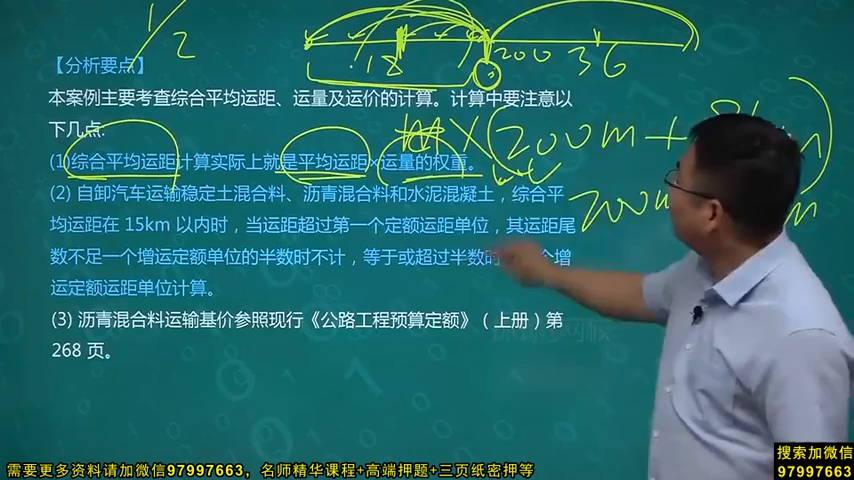 1/2
18
200
36
【分析要点】
本案例主要考查综合平均运距、运量及运价的计算。计算中要注意以
下几点:
×(200m+
(1)综合平均运距计算实际上就是平均运距×运量的权重。
(2) 自卸汽车运输稳定土混合料、沥青混合料和水泥混凝土，综合平
均运距在 15km 以内时，当运距超过第一个定额运距单位，其运距尾
数不足一个增运定额单位的半数时不计，等于或超过半数时 个增
运定额运距单位计算。
(3) 沥青混合料运输基价参照现行《公路工程预算定额》（上册）第
268 页。
需要更多资料请加微信97997663，名师精华课程+高端押题+三页纸密押等
搜索加微信
97997663